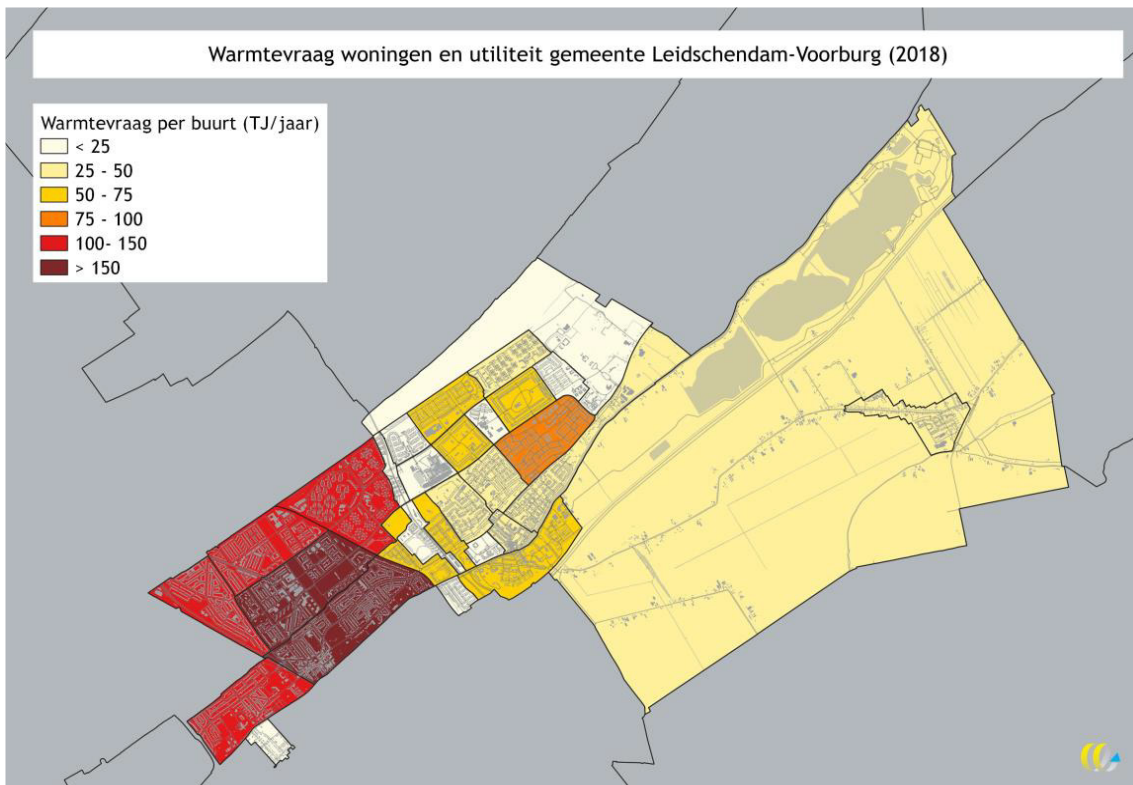 Warmtevraag woningen en utiliteit gemeente Leidschendam-Voorburg (2018)
Warmtevraag per buurt (TJ/jaar)
< 25
25 - 50
50 - 75
75 - 100
100- 150
> 150